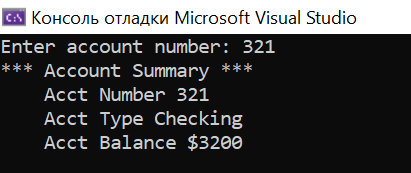 Консоль отладки Microsoft Visual Studio
Enter account number: 321
*** Account Summary ***
    Acct Number 321
    Acct Type Checking
    Acct Balance $3200